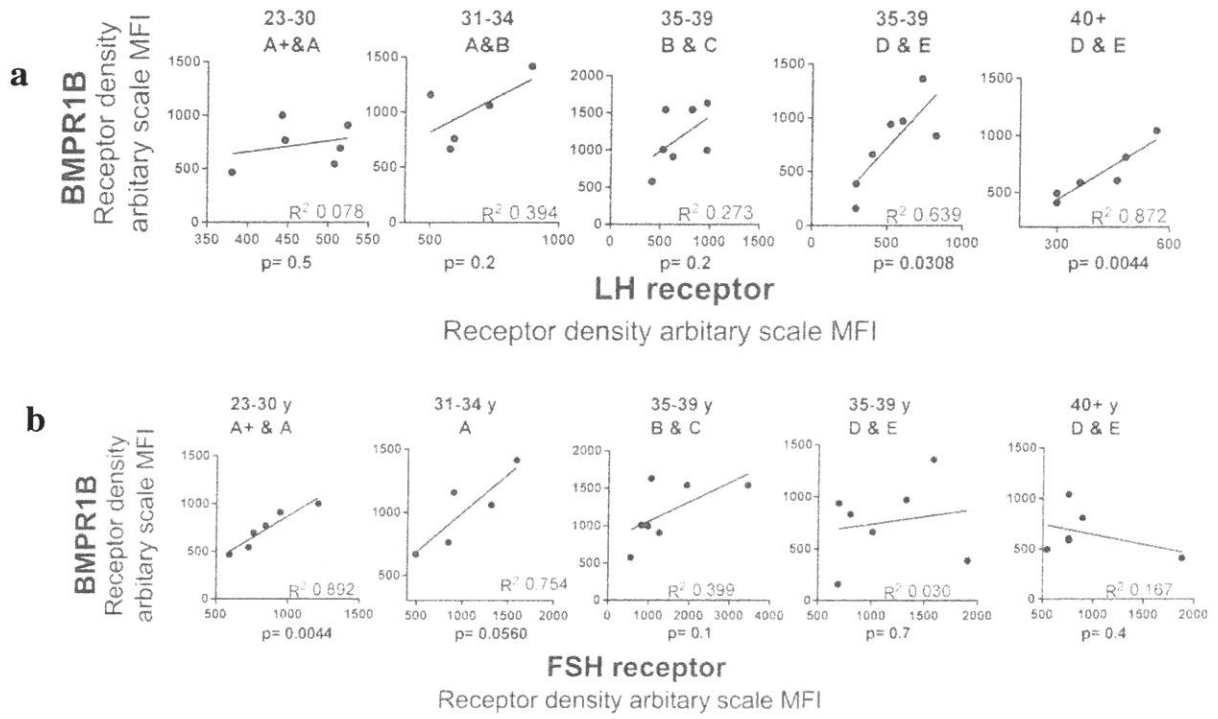 a
BMPR1B
Receptor density
arbitary scale MFI
23-30
A+&A
1500
1000
500
0
350 400 450 500 550
R² 0.078
p= 0.5
31-34
A&B
1500
1000
500
500 1000
R² 0.394
p= 0.2
35-39
B & C
2000
1500
1000
500
0
0 500 1000 1500
R² 0.273
p= 0.2
35-39
D & E
1500
1000
500
0
0 500 1000
R² 0.639
p= 0.0308
40+
D & E
1500
1000
500
300 600
R² 0.872
p= 0.0044
LH receptor
Receptor density arbitary scale MFI
b
BMPR1B
Receptor density
arbitary scale MFI
23-30 y
A+ & A
1500
1000
500
0
500 1000 1500
R² 0.892
p= 0.0044
31-34 y
A
1500
1000
500
500 1000 1500 2000
R² 0.754
p= 0.0560
35-39 y
B & C
2000
1500
1000
500
0
0 1000 2000 3000 4000
R² 0.399
p= 0.1
35-39 y
D & E
1500
1000
500
0
500 1000 1500 2000
R² 0.030
p= 0.7
40+ y
D & E
1500
1000
500
0
500 1000 1500 2000
R² 0.167
p= 0.4
FSH receptor
Receptor density arbitary scale MFI